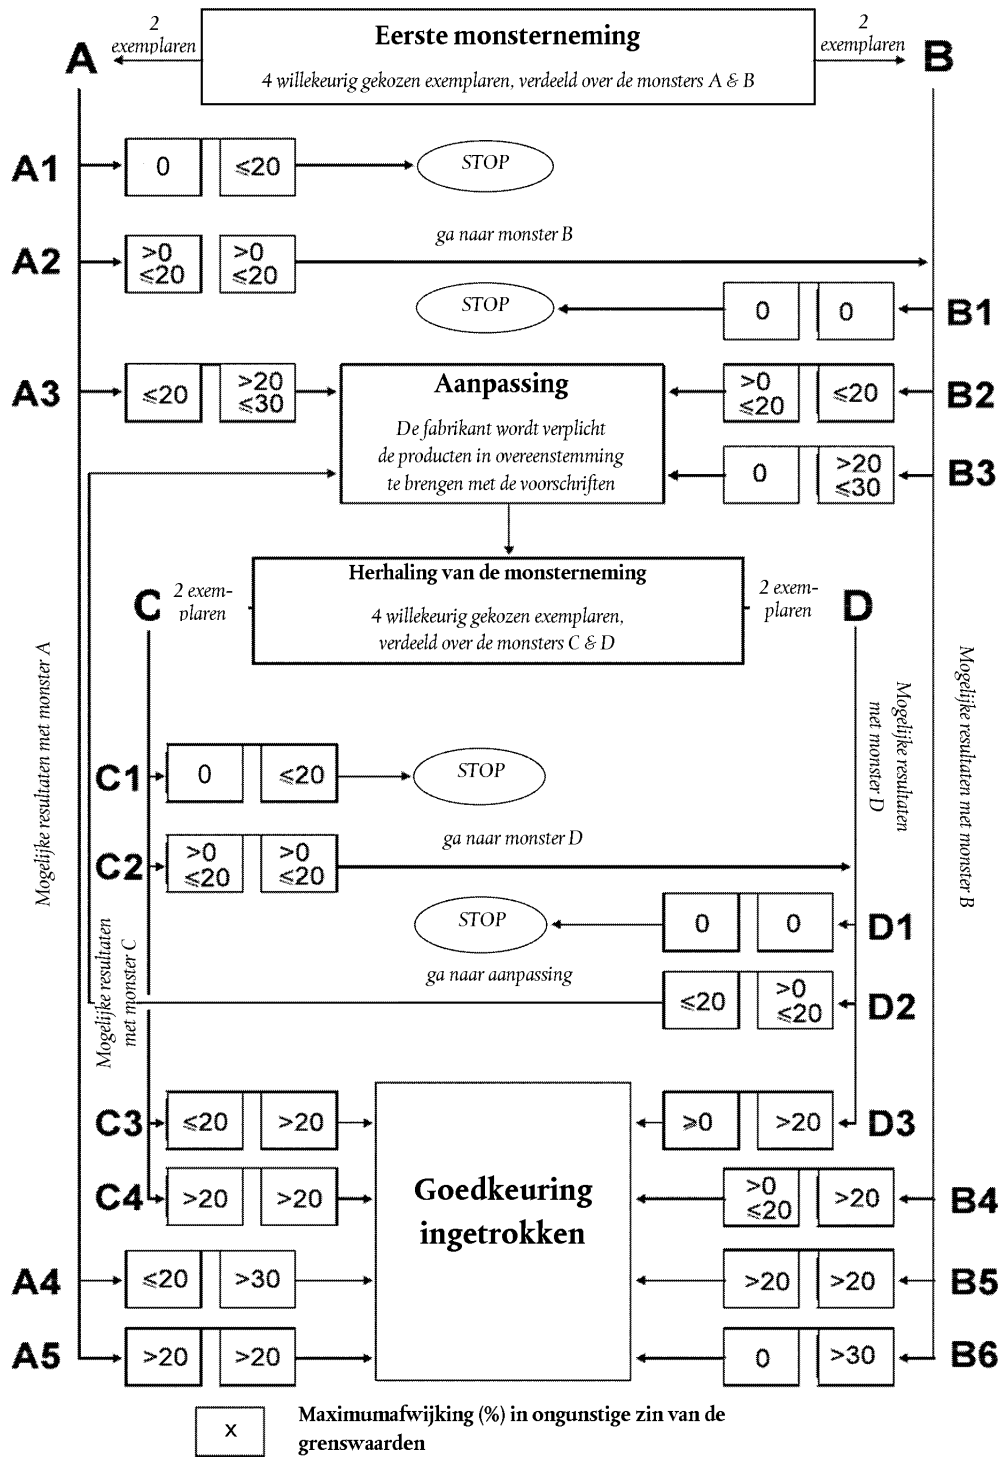 2
exemplaren
Eerste monsterneming
4 willekeurig gekozen exemplaren, verdeeld over de monsters A & B
2
exemplaren
A
B
A1
0
⩽20
STOP
A2
>0
⩽20
>0
⩽20
ga naar monster B
STOP
0
0
B1
A3
⩽20
>20
⩽30
Aanpassing
De fabrikant wordt verplicht
de producten in overeenstemming
te brengen met de voorschriften
>0
⩽20
⩽20
B2
0
>20
⩽30
B3
C
2 exem-
plaren
Herhaling van de monsterneming
4 willekeurig gekozen exemplaren,
verdeeld over de monsters C & D
2 exem-
plaren
D
Mogelijke resultaten met monster A
Mogelijke resultaten
met monster D
Mogelijke resultaten met monster B
C1
0
⩽20
STOP
C2
>0
⩽20
>0
⩽20
ga naar monster D
STOP
0
0
D1
Mogelijke resultaten
met monster C
ga naar aanpassing
⩽20
>0
⩽20
D2
C3
⩽20
>20
⩾0
>20
D3
C4
>20
>20
Goedkeuring
ingetrokken
>0
⩽20
>20
B4
A4
⩽20
>30
>20
>20
B5
A5
>20
>20
0
>30
B6
x
Maximumafwijking (%) in ongunstige zin van de
grenswaarden